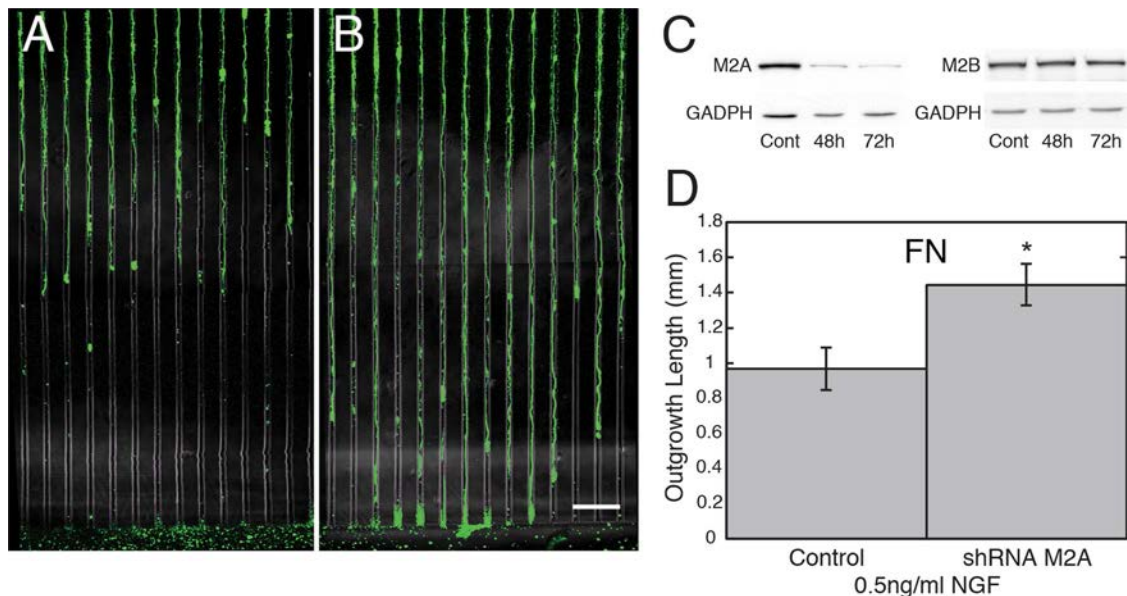 A
B
C
M2A
M2B
GADPH
GADPH
Cont 48h 72h
Cont 48h 72h
D
1.8
1.6
1.4
1.2
1
0.8
0.6
0.4
0.2
0
Outgrowth Length (mm)
FN
*
Control
shRNA M2A
0.5ng/ml NGF